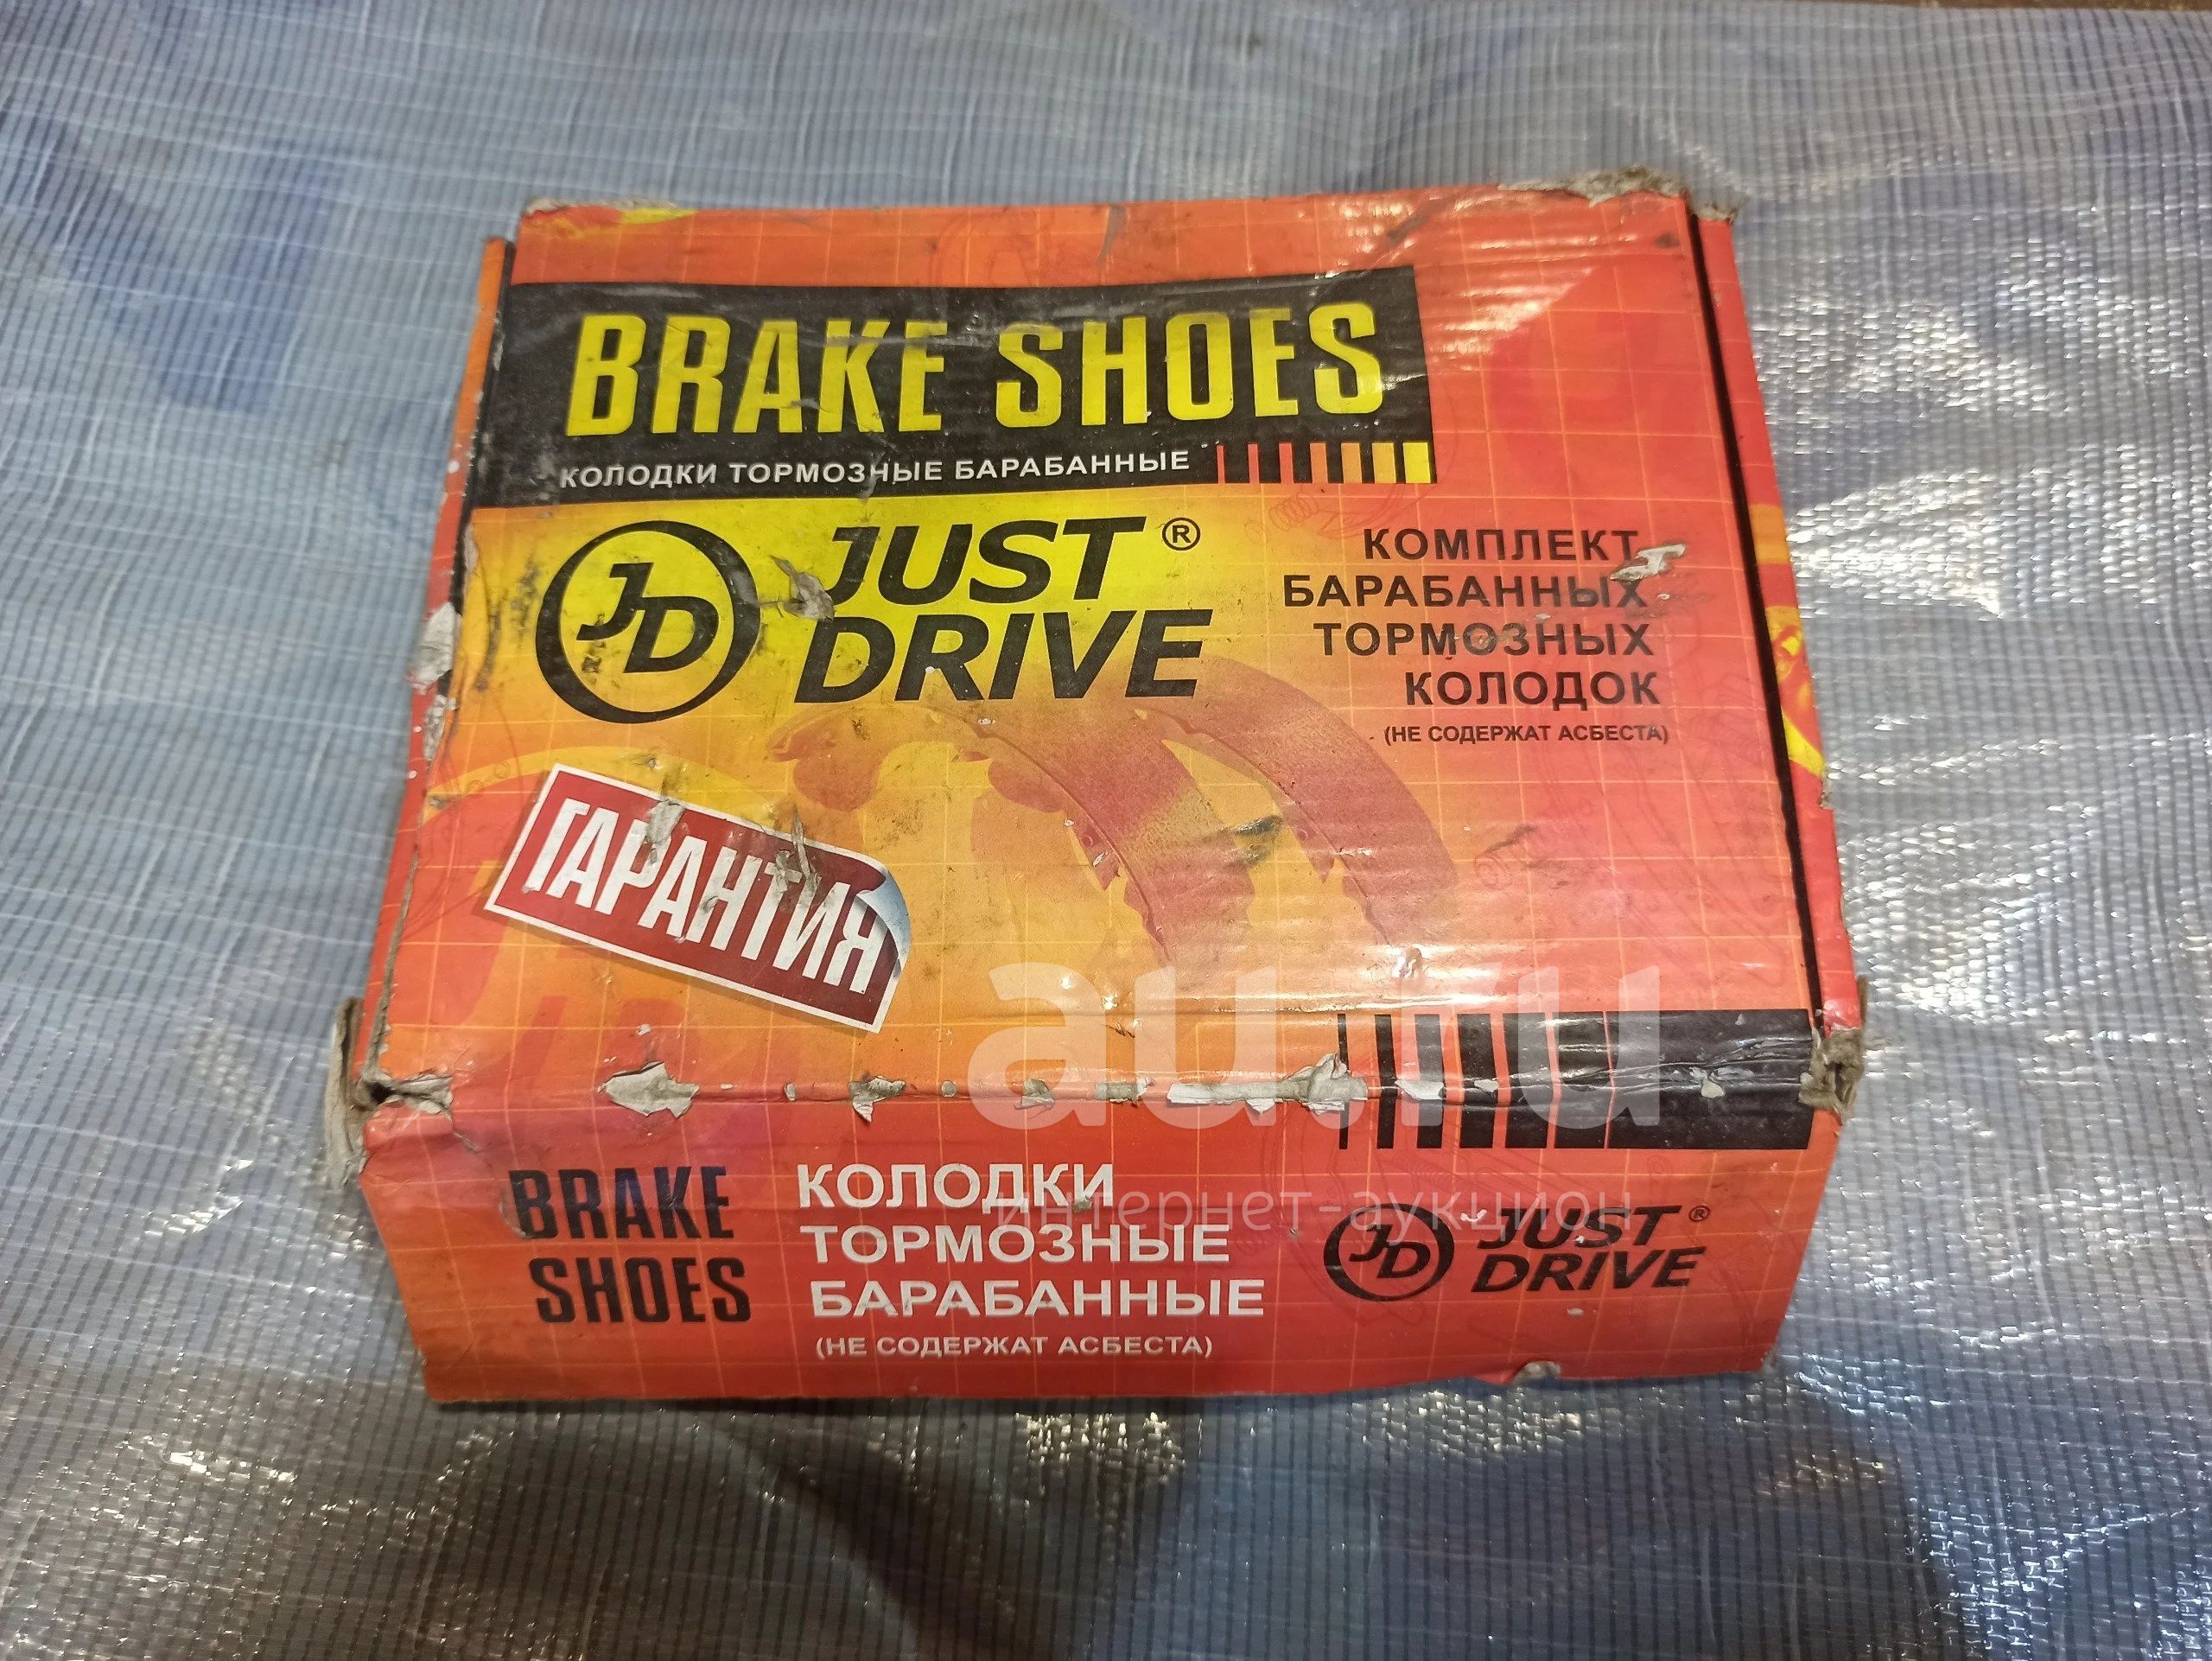 BRAKE SHOES
КОЛОДКИ ТОРМОЗНЫЕ БАРАБАННЫЕ
JD JUST ®
DRIVE
КОМПЛЕКТ
БАРАБАННЫХ
ТОРМОЗНЫХ
КОЛОДОК
(НЕ СОДЕРЖАТ АСБЕСТА)
ГАРАНТИЯ
au.ru
интернет-аукцион
BRAKE
SHOES
КОЛОДКИ
ТОРМОЗНЫЕ
БАРАБАННЫЕ
(НЕ СОДЕРЖАТ АСБЕСТА)
JD JUST ®
DRIVE